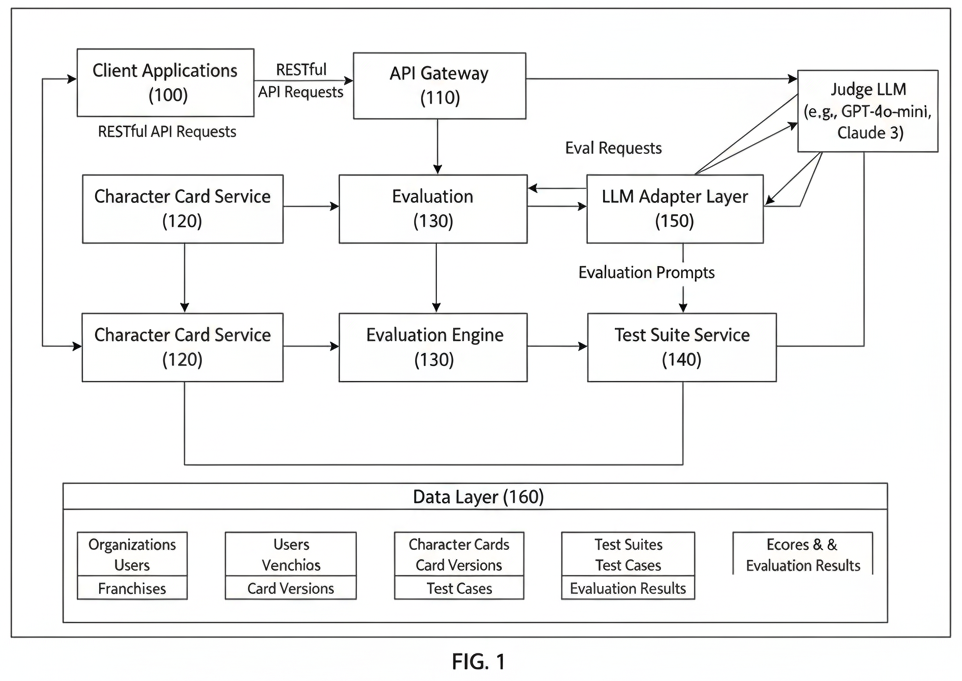 Client Applications
(100)
RESTful
API Requests
API Gateway
(110)
Judge LLM
(e.g., GPT-4o-mini,
Claude 3)
RESTful API Requests
Eval Requests
Character Card Service
(120)
Evaluation
(130)
LLM Adapter Layer
(150)
Evaluation Prompts
Character Card Service
(120)
Evaluation Engine
(130)
Test Suite Service
(140)
Data Layer (160)
Organizations
Users
Franchises
Users
Venchios
Card Versions
Character Cards
Card Versions
Test Cases
Test Suites
Test Cases
Evaluation Results
Ecores & &
Evaluation Results
FIG. 1